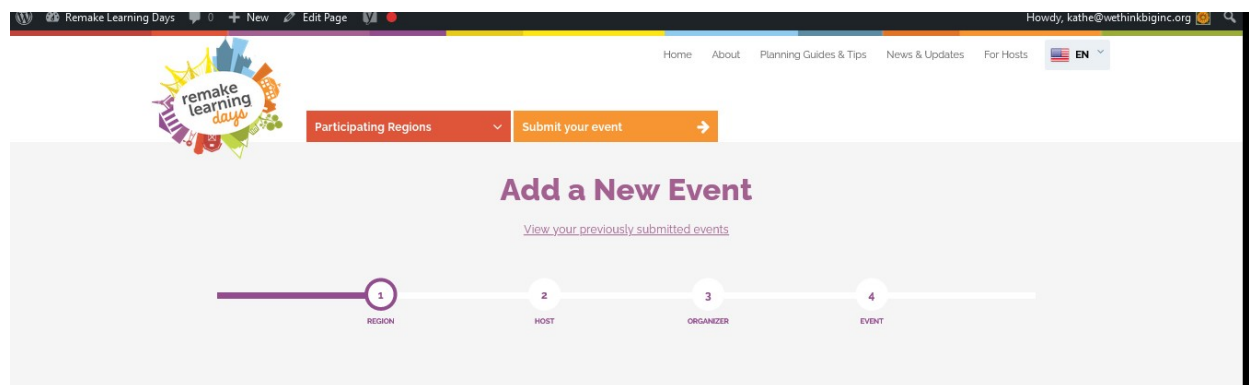 Remake Learning Days 0 New Edit Page Howdy, kathe@wethinkbiginc.org
Home About Planning Guides & Tips News & Updates For Hosts EN
remake
learning
days
Participating Regions Submit your event
Add a New Event
View your previously submitted events
1 2 3 4
REGION HOST ORGANIZER EVENT